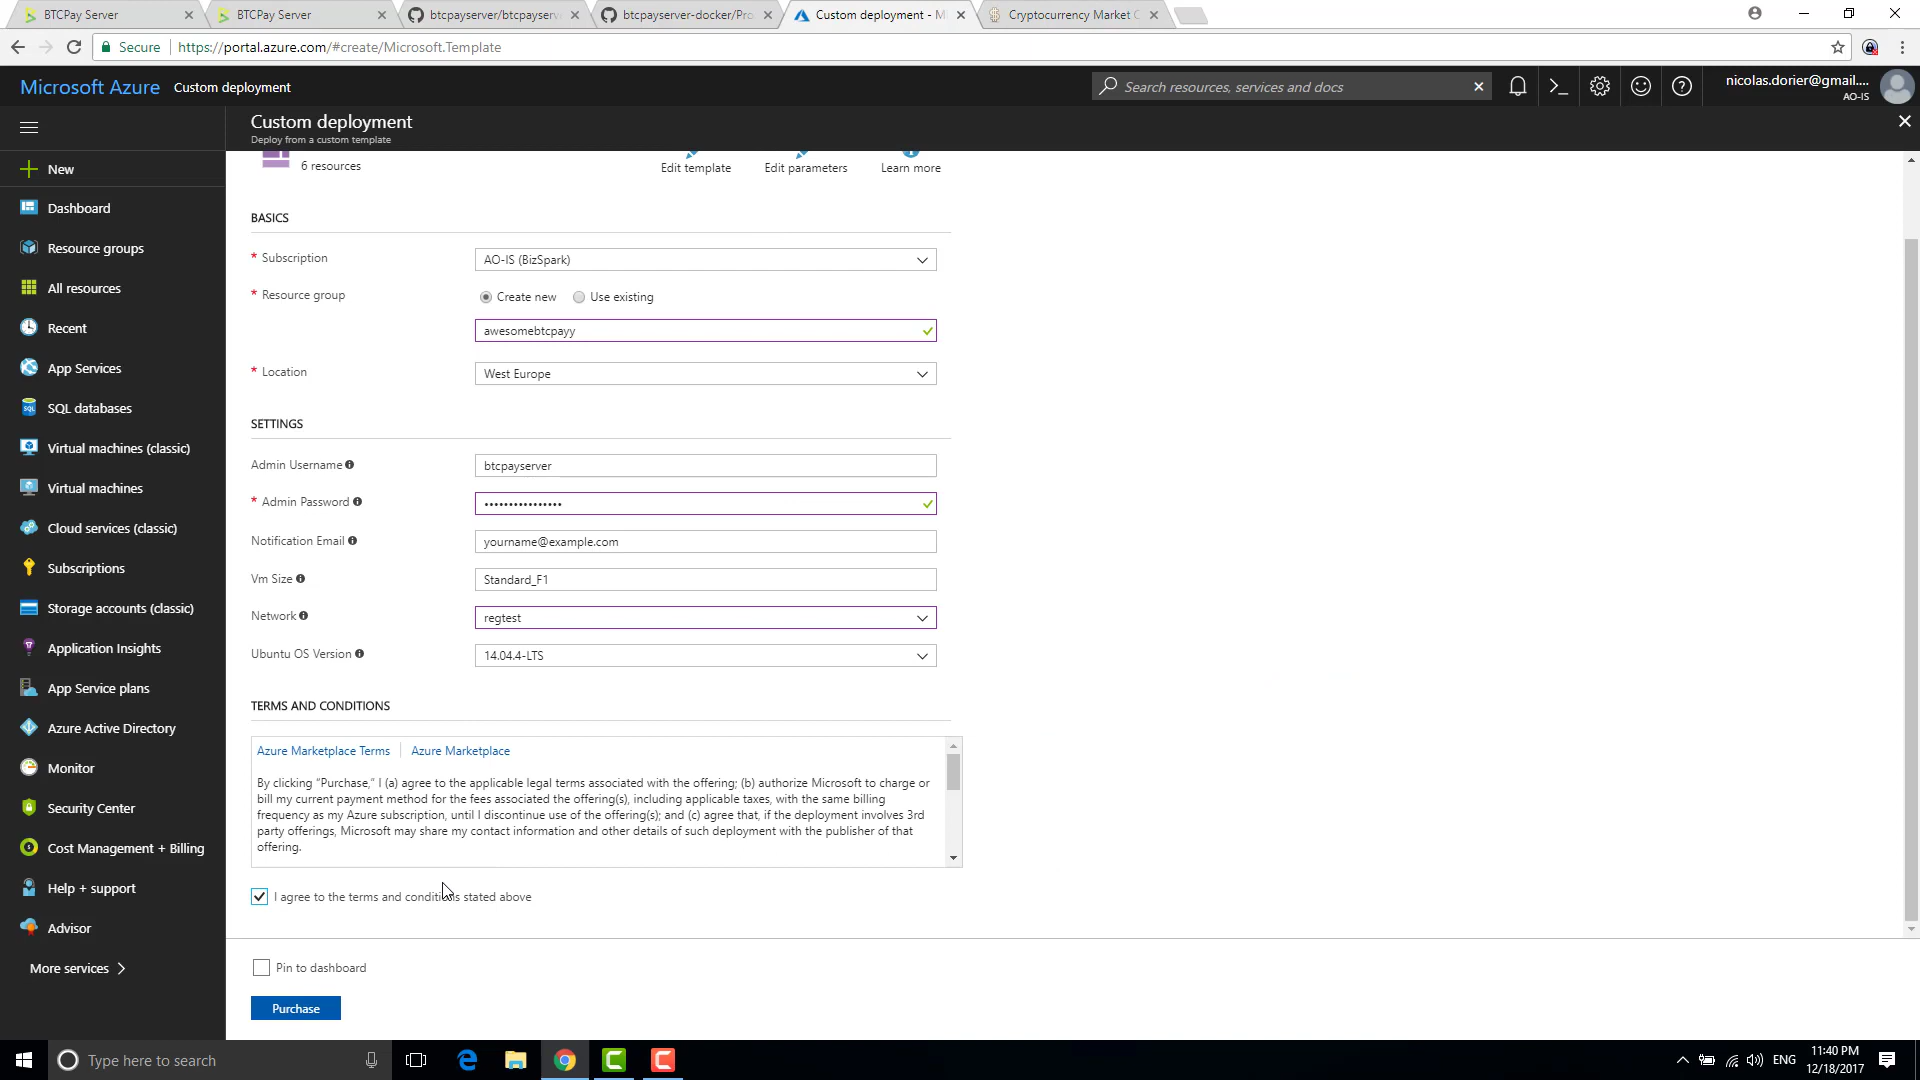 BTCPay Server
BTCPay Server
btcpayserver/btcpayserv
btcpayserver-docker/Pro
Custom deployment - Mi
Cryptocurrency Market C
Secure
https://portal.azure.com/#create/Microsoft.Template
Microsoft Azure
Custom deployment
Search resources, services and docs
nicolas.dorier@gmail....
AO-IS
Custom deployment
Deploy from a custom template
New
Dashboard
Resource groups
All resources
Recent
App Services
SQL databases
Virtual machines (classic)
Virtual machines
Cloud services (classic)
Subscriptions
Storage accounts (classic)
Application Insights
App Service plans
Azure Active Directory
Monitor
Security Center
Cost Management + Billing
Help + support
Advisor
More services
6 resources
Edit template
Edit parameters
Learn more
BASICS
* Subscription
AO-IS (BizSpark)
* Resource group
Create new
Use existing
awesomebtcpayy
* Location
West Europe
SETTINGS
Admin Username
btcpayserver
* Admin Password
••••••••••••••••
Notification Email
yourname@example.com
Vm Size
Standard_F1
Network
regtest
Ubuntu OS Version
14.04.4-LTS
TERMS AND CONDITIONS
Azure Marketplace Terms
Azure Marketplace
By clicking "Purchase," I (a) agree to the applicable legal terms associated with the offering; (b) authorize Microsoft to charge or
bill my current payment method for the fees associated the offering(s), including applicable taxes, with the same billing
frequency as my Azure subscription, until I discontinue use of the offering(s); and (c) agree that, if the deployment involves 3rd
party offerings, Microsoft may share my contact information and other details of such deployment with the publisher of that
offering.
I agree to the terms and conditions stated above
Pin to dashboard
Purchase
Type here to search
ENG
11:40 PM
12/18/2017